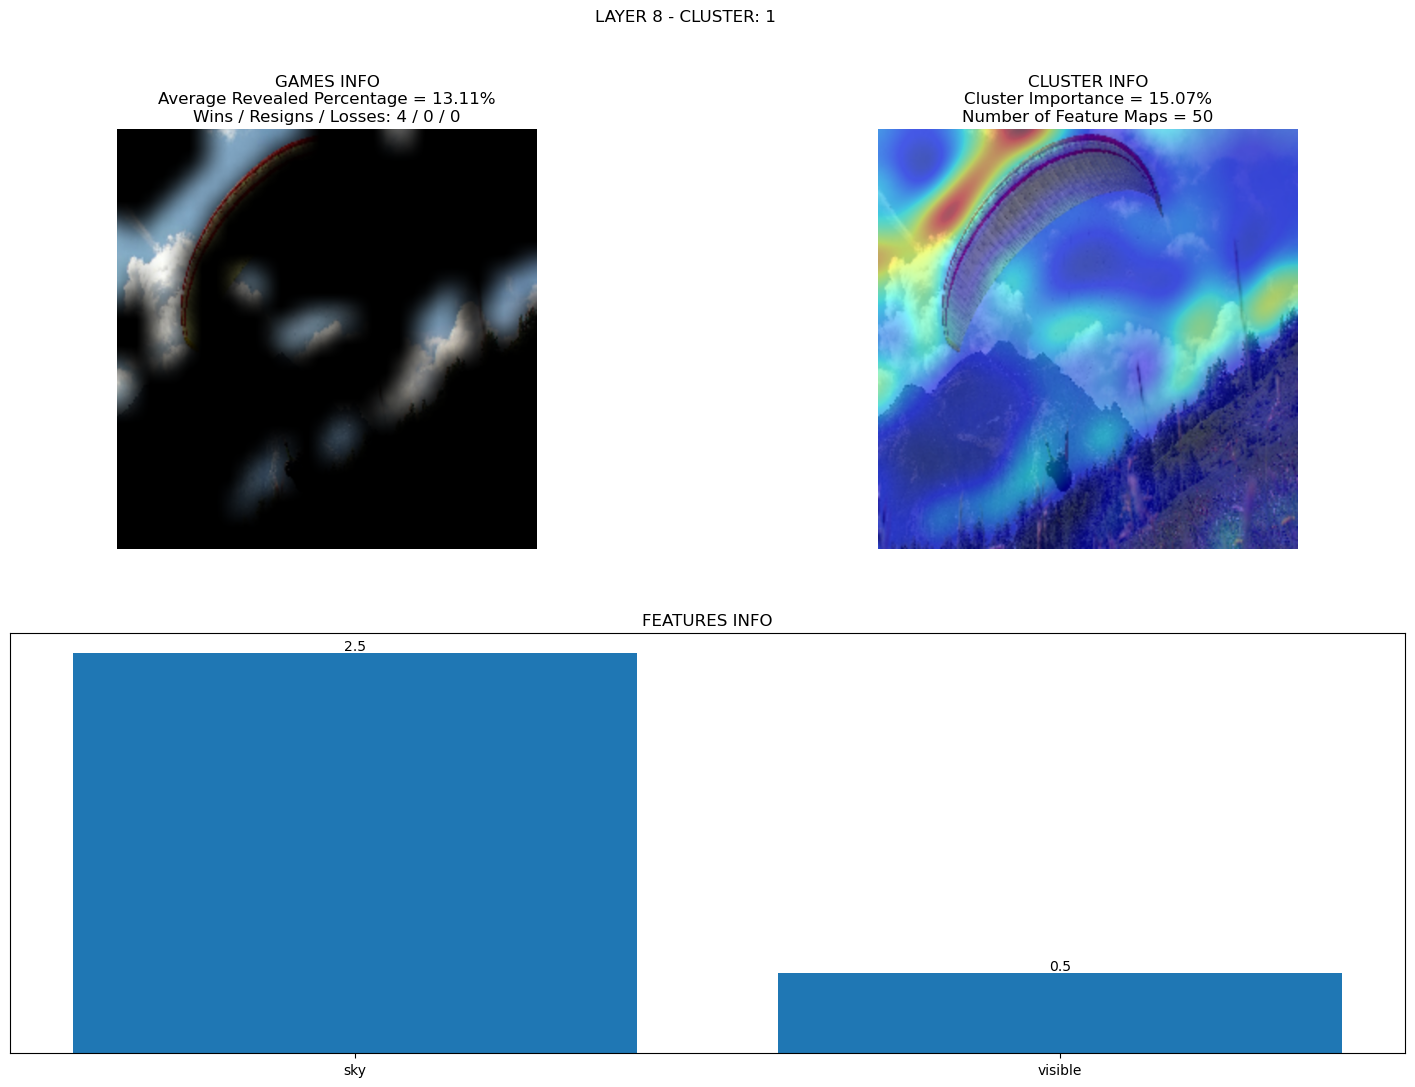 LAYER 8 - CLUSTER: 1
GAMES INFO
Average Revealed Percentage = 13.11%
Wins / Resigns / Losses: 4 / 0 / 0
CLUSTER INFO
Cluster Importance = 15.07%
Number of Feature Maps = 50
FEATURES INFO
2.5
0.5
sky
visible